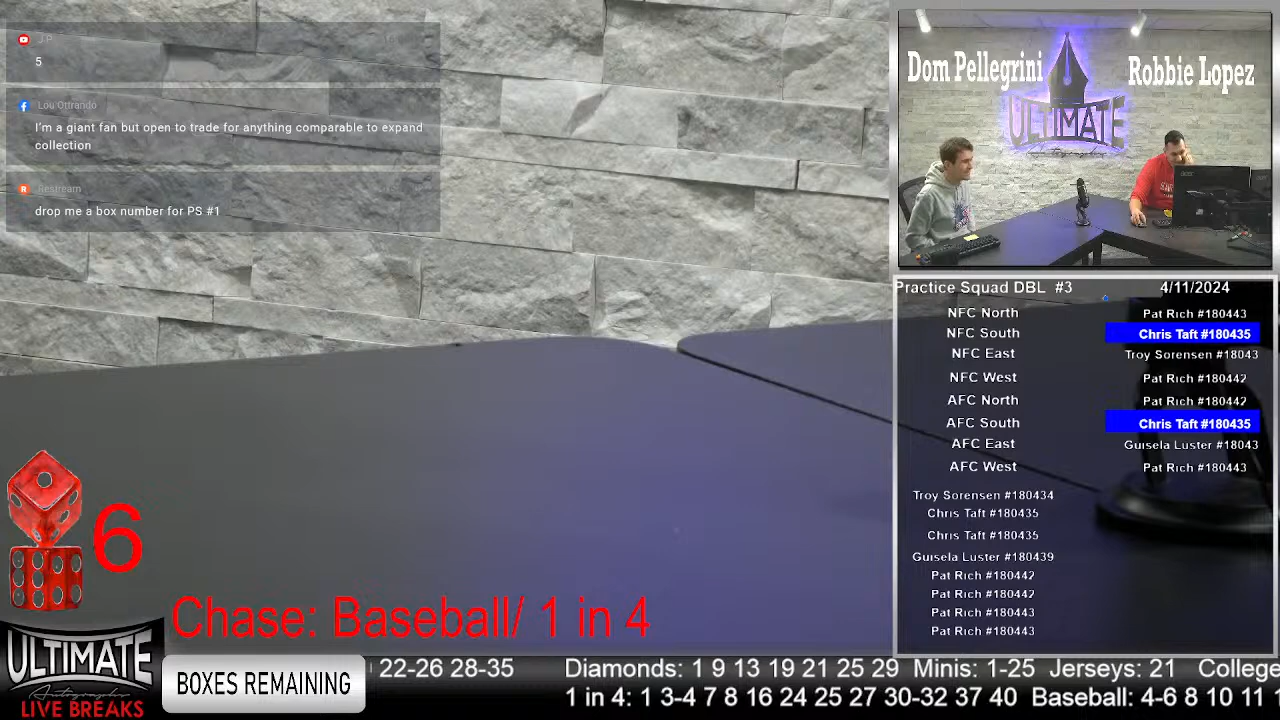 J.P
5
Lou Ottrando
I'm a giant fan but open to trade for anything comparable to expand
collection
Restream
drop me a box number for PS #1
Dom Pellegrini
Robbie Lopez
ULTIMATE
Practice Squad DBL #3 4/11/2024
NFC North Pat Rich #180443
NFC South Chris Taft #180435
NFC East Troy Sorensen #18043
NFC West Pat Rich #180442
AFC North Pat Rich #180442
AFC South Chris Taft #180435
AFC East Guisela Luster #18043
AFC West Pat Rich #180443
Troy Sorensen #180434
Chris Taft #180435
Chris Taft #180435
Guisela Luster #180439
Pat Rich #180442
Pat Rich #180442
Pat Rich #180443
Pat Rich #180443
6
Chase: Baseball/ 1 in 4
ULTIMATE
Autographs
LIVE BREAKS
BOXES REMAINING
22-26 28-35 Diamonds: 1 9 13 19 21 25 29 Minis: 1-25 Jerseys: 21 College
1 in 4: 1 3-4 7 8 16 24 25 27 30-32 37 40 Baseball: 4-6 8 10 11